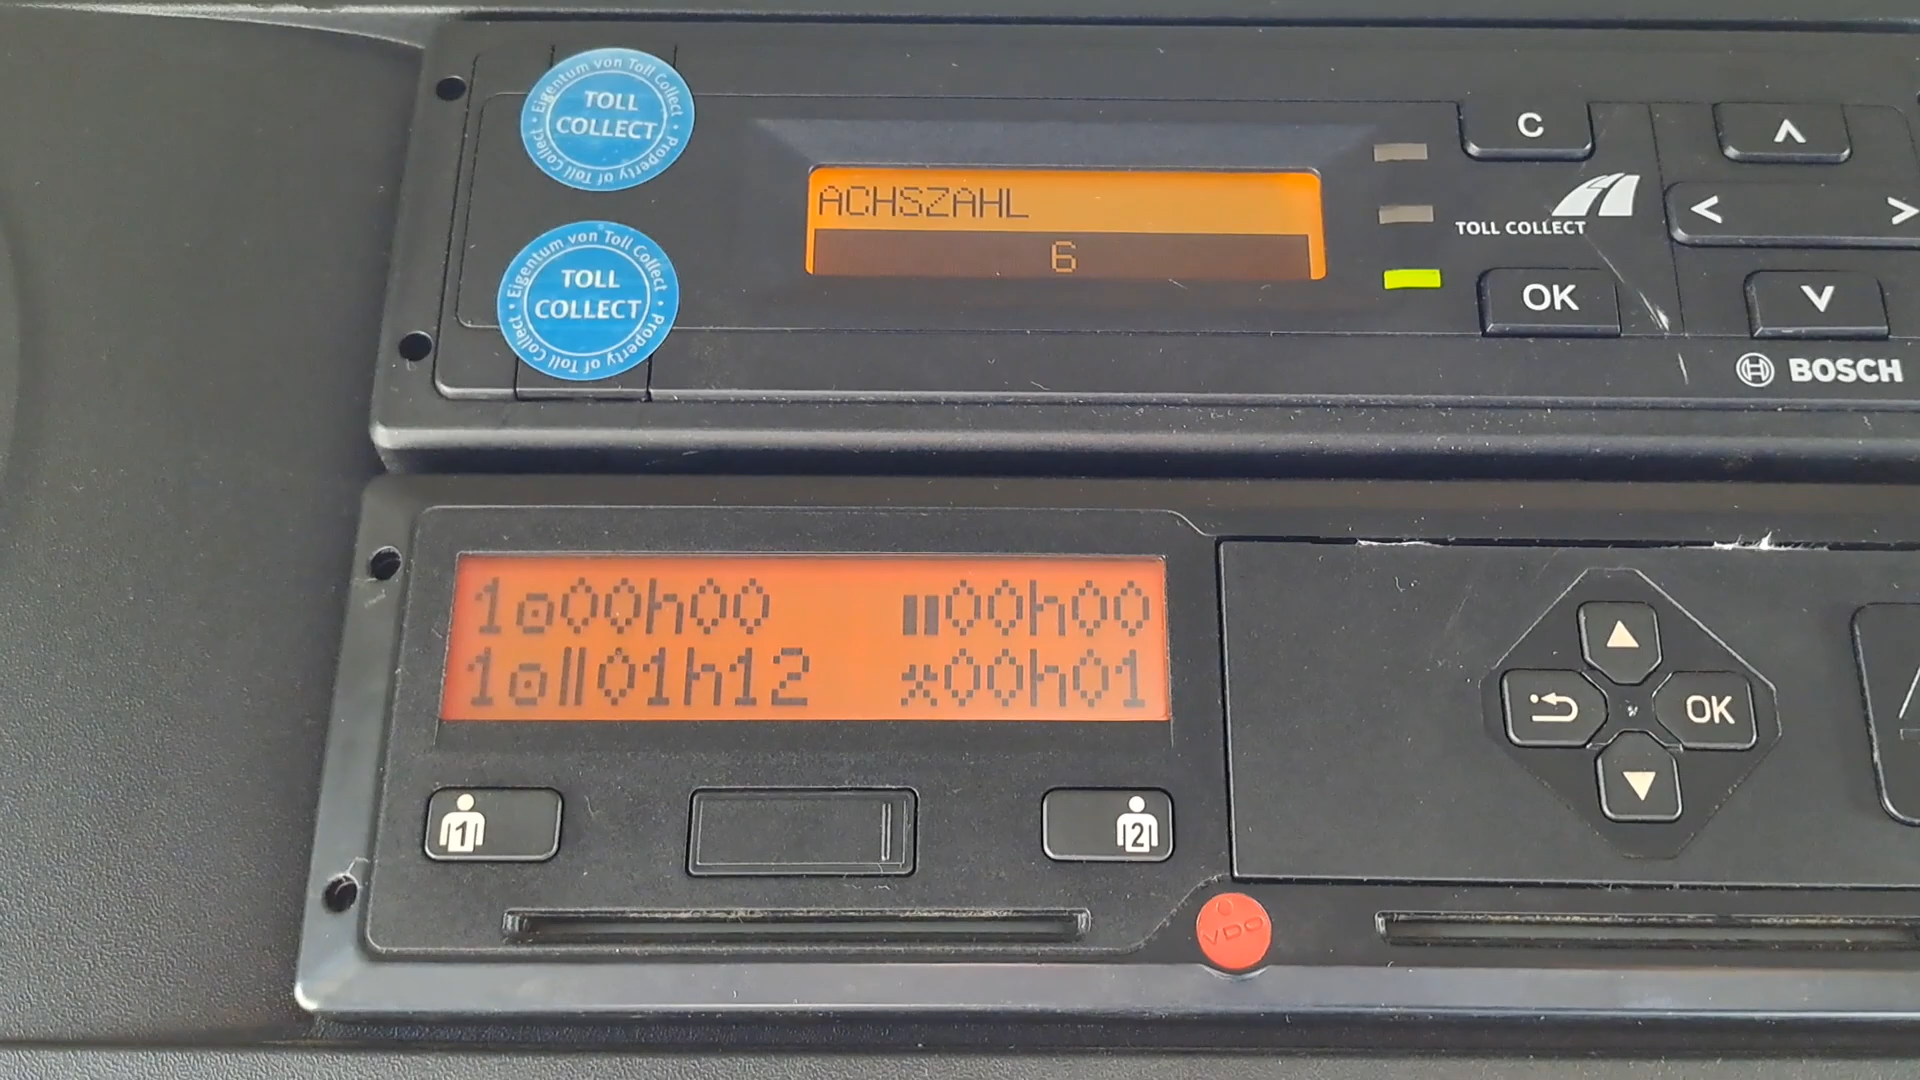 Eigentum von Toll Collect • Property of Toll Collect •
TOLL
COLLECT
Eigentum von Toll Collect • Property of Toll Collect •
TOLL
COLLECT
ACHSZAHL
6
C
TOLL COLLECT
OK
BOSCH
1 00h00 00h00
1 01h12 00h01
1
2
OK
VDO